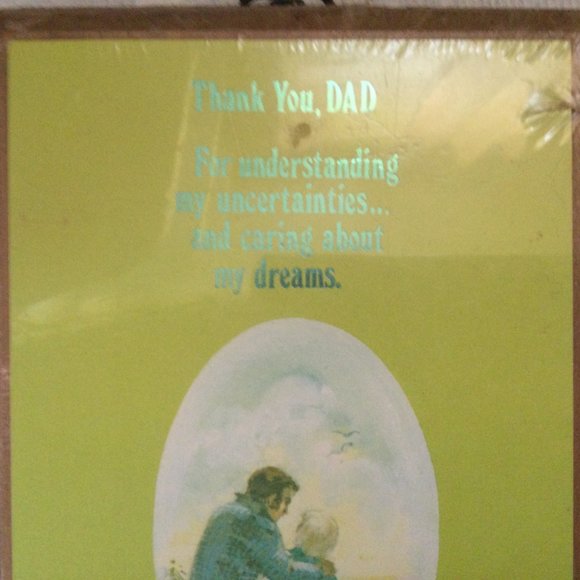 Thank You, DAD
For understanding
my uncertainties...
and caring about
my dreams.